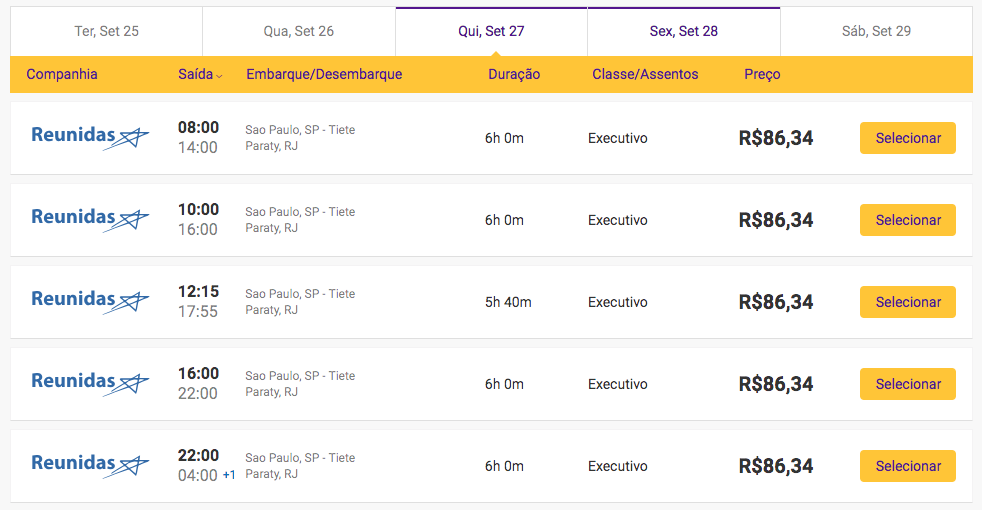 Ter, Set 25 Qua, Set 26 Qui, Set 27 Sex, Set 28 Sáb, Set 29
Companhia Saída Embarque/Desembarque Duração Classe/Assentos Preço
Reunidas 08:00 Sao Paulo, SP - Tiete 6h 0m Executivo R$86,34 Selecionar
14:00 Paraty, RJ
Reunidas 10:00 Sao Paulo, SP - Tiete 6h 0m Executivo R$86,34 Selecionar
16:00 Paraty, RJ
Reunidas 12:15 Sao Paulo, SP - Tiete 5h 40m Executivo R$86,34 Selecionar
17:55 Paraty, RJ
Reunidas 16:00 Sao Paulo, SP - Tiete 6h 0m Executivo R$86,34 Selecionar
22:00 Paraty, RJ
Reunidas 22:00 Sao Paulo, SP - Tiete 6h 0m Executivo R$86,34 Selecionar
04:00 +1 Paraty, RJ